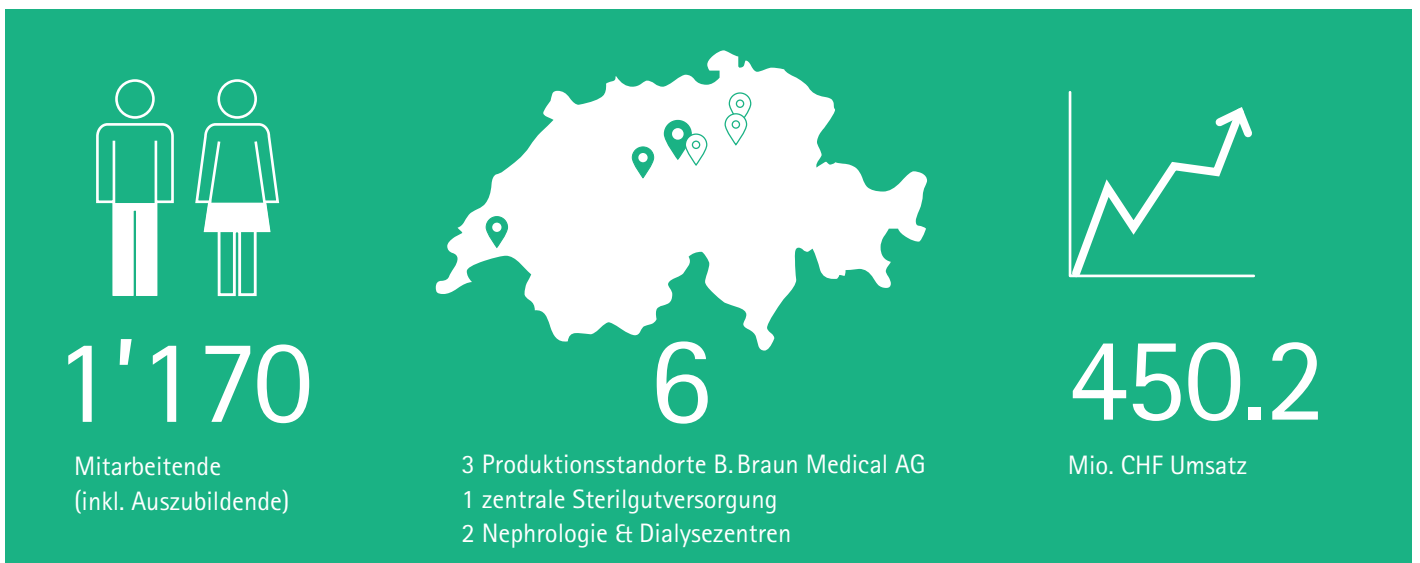 1'170
Mitarbeitende
(inkl. Auszubildende)
6
3 Produktionsstandorte B. Braun Medical AG
1 zentrale Sterilgutversorgung
2 Nephrologie & Dialysezentren
450.2
Mio. CHF Umsatz